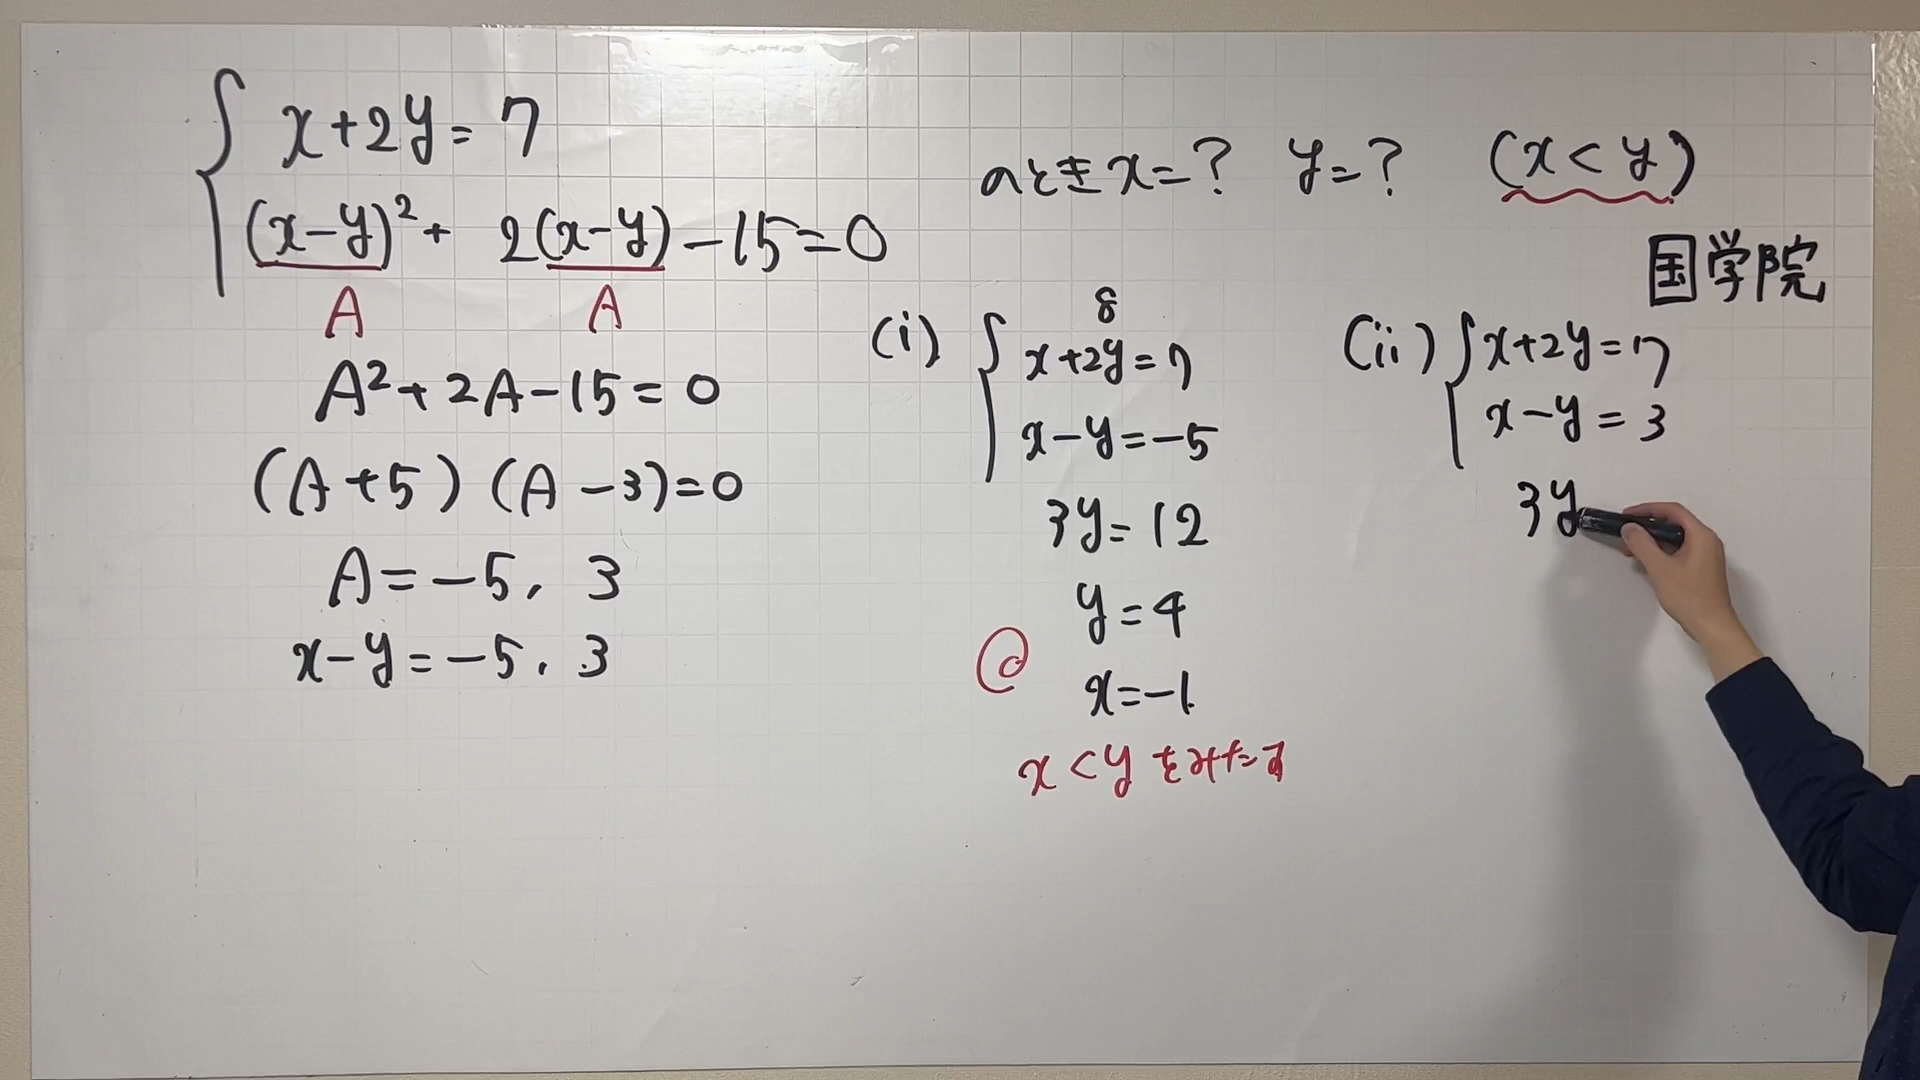 x+2y=7
(x-y)²+ 2(x-y)-15=0
A A
A²+2A-15=0
(A+5)(A-3)=0
A=-5, 3
x-y=-5, 3
のときx=? y=? (x<y)
国学院
(i)
8
x+2y=7
x-y=-5
3y=12
y=4
x=-1
x<yをみたす
(ii) x+2y=7
x-y=3
3y